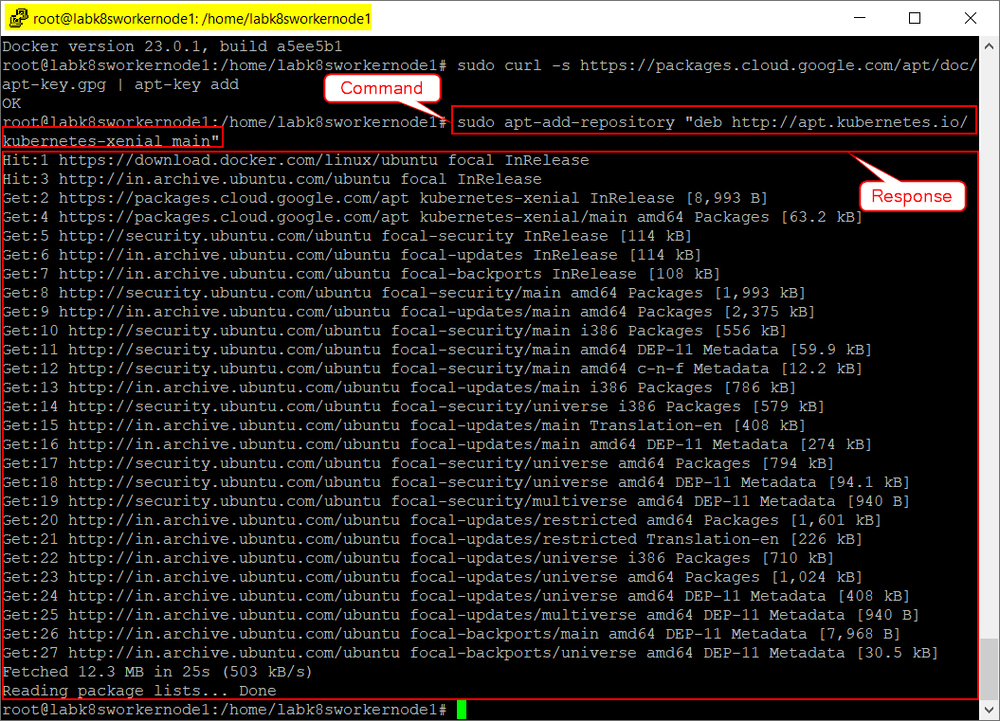 root@labk8sworkernode1: /home/labk8sworkernode1
Docker version 23.0.1, build a5ee5b1
root@labk8sworkernode1:/home/labk8sworkernode1# sudo curl -s https://packages.cloud.google.com/apt/doc/
apt-key.gpg | apt-key add
Command
OK
root@labk8sworkernode1:/home/labk8sworkernode1# sudo apt-add-repository "deb http://apt.kubernetes.io/
kubernetes-xenial main"
Hit:1 https://download.docker.com/linux/ubuntu focal InRelease
Hit:3 http://in.archive.ubuntu.com/ubuntu focal InRelease
Get:2 https://packages.cloud.google.com/apt kubernetes-xenial InRelease [8,993 B]
Response
Get:4 https://packages.cloud.google.com/apt kubernetes-xenial/main amd64 Packages [63.2 kB]
Get:5 http://security.ubuntu.com/ubuntu focal-security InRelease [114 kB]
Get:6 http://in.archive.ubuntu.com/ubuntu focal-updates InRelease [114 kB]
Get:7 http://in.archive.ubuntu.com/ubuntu focal-backports InRelease [108 kB]
Get:8 http://security.ubuntu.com/ubuntu focal-security/main amd64 Packages [1,993 kB]
Get:9 http://in.archive.ubuntu.com/ubuntu focal-updates/main amd64 Packages [2,375 kB]
Get:10 http://security.ubuntu.com/ubuntu focal-security/main i386 Packages [556 kB]
Get:11 http://security.ubuntu.com/ubuntu focal-security/main amd64 DEP-11 Metadata [59.9 kB]
Get:12 http://security.ubuntu.com/ubuntu focal-security/main amd64 c-n-f Metadata [12.2 kB]
Get:13 http://in.archive.ubuntu.com/ubuntu focal-updates/main i386 Packages [786 kB]
Get:14 http://security.ubuntu.com/ubuntu focal-security/universe i386 Packages [579 kB]
Get:15 http://in.archive.ubuntu.com/ubuntu focal-updates/main Translation-en [408 kB]
Get:16 http://in.archive.ubuntu.com/ubuntu focal-updates/main amd64 DEP-11 Metadata [274 kB]
Get:17 http://security.ubuntu.com/ubuntu focal-security/universe amd64 Packages [794 kB]
Get:18 http://security.ubuntu.com/ubuntu focal-security/universe amd64 DEP-11 Metadata [94.1 kB]
Get:19 http://security.ubuntu.com/ubuntu focal-security/multiverse amd64 DEP-11 Metadata [940 B]
Get:20 http://in.archive.ubuntu.com/ubuntu focal-updates/restricted amd64 Packages [1,601 kB]
Get:21 http://in.archive.ubuntu.com/ubuntu focal-updates/restricted Translation-en [226 kB]
Get:22 http://in.archive.ubuntu.com/ubuntu focal-updates/universe i386 Packages [710 kB]
Get:23 http://in.archive.ubuntu.com/ubuntu focal-updates/universe amd64 Packages [1,024 kB]
Get:24 http://in.archive.ubuntu.com/ubuntu focal-updates/universe amd64 DEP-11 Metadata [408 kB]
Get:25 http://in.archive.ubuntu.com/ubuntu focal-updates/multiverse amd64 DEP-11 Metadata [940 B]
Get:26 http://in.archive.ubuntu.com/ubuntu focal-backports/main amd64 DEP-11 Metadata [7,968 B]
Get:27 http://in.archive.ubuntu.com/ubuntu focal-backports/universe amd64 DEP-11 Metadata [30.5 kB]
Fetched 12.3 MB in 25s (503 kB/s)
Reading package lists... Done
root@labk8sworkernode1:/home/labk8sworkernode1#